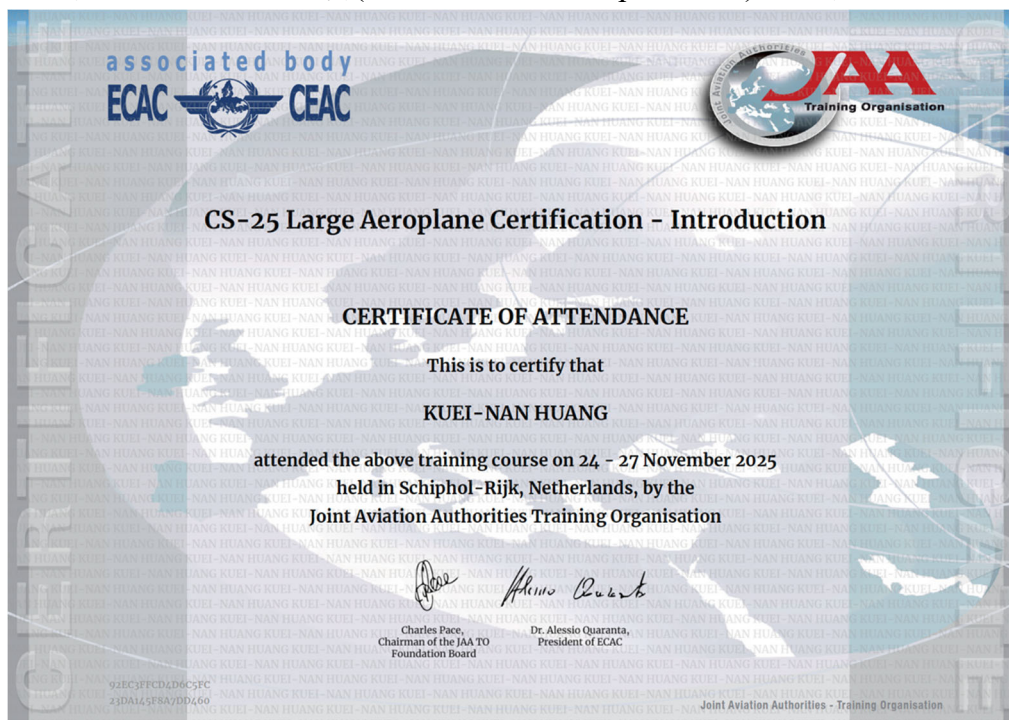 associated body
ECAC CEAC
Joint Aviation Authorities
JAA
Training Organisation
CS-25 Large Aeroplane Certification - Introduction
CERTIFICATE OF ATTENDANCE
This is to certify that
KUEI-NAN HUANG
attended the above training course on 24 - 27 November 2025
held in Schiphol-Rijk, Netherlands, by the
Joint Aviation Authorities Training Organisation
Charles Pace,
Chairman of the JAA TO
Foundation Board
Dr. Alessio Quaranta,
President of ECAC
92EC3FFCD4D6C5FC
23DA145F8A7DD460
Joint Aviation Authorities - Training Organisation
CERTIFICATE
CERTIFICATE